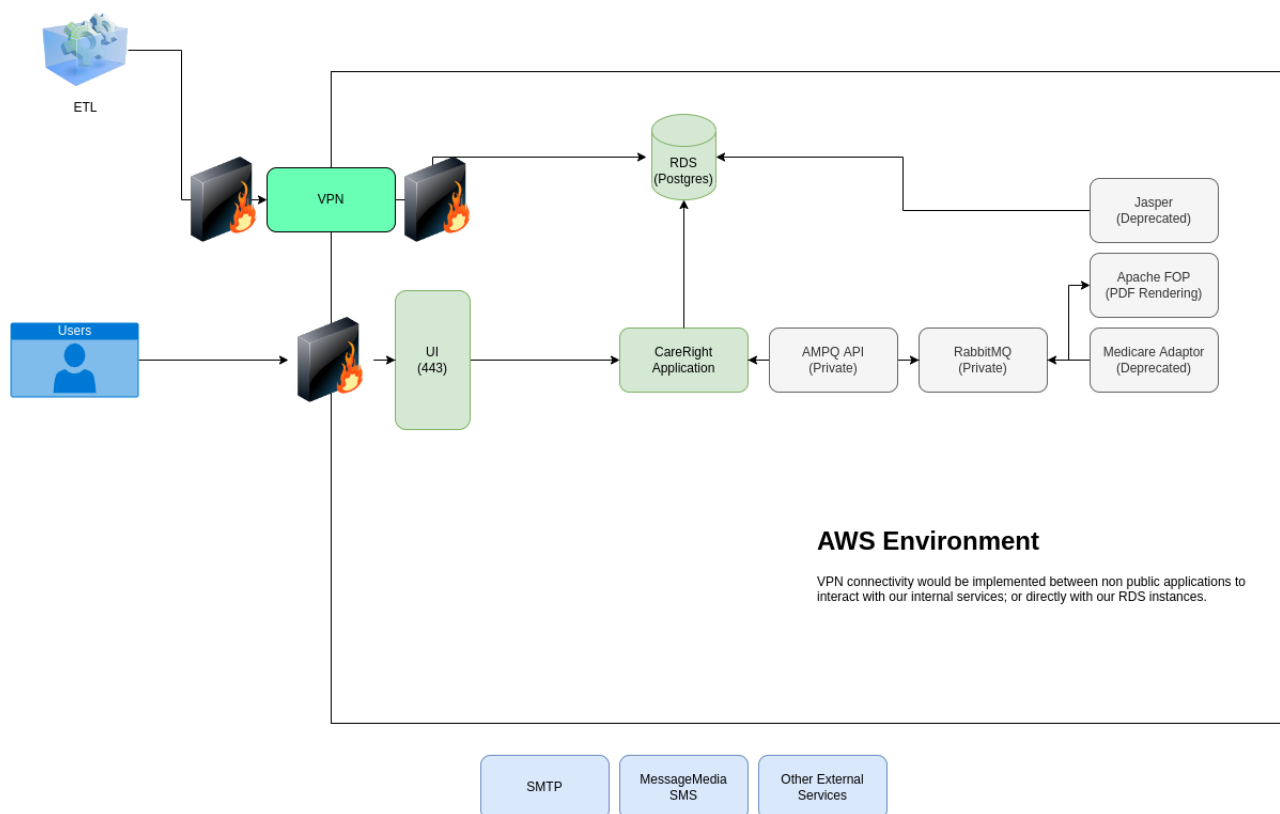 ETL
VPN
RDS
(Postgres)
Jasper
(Deprecated)
Apache FOP
(PDF Rendering)
Users
UI
(443)
CareRight
Application
AMPQ API
(Private)
RabbitMQ
(Private)
Medicare Adaptor
(Deprecated)
AWS Environment
VPN connectivity would be implemented between non public applications to
interact with our internal services; or directly with our RDS instances.
SMTP
MessageMedia
SMS
Other External
Services